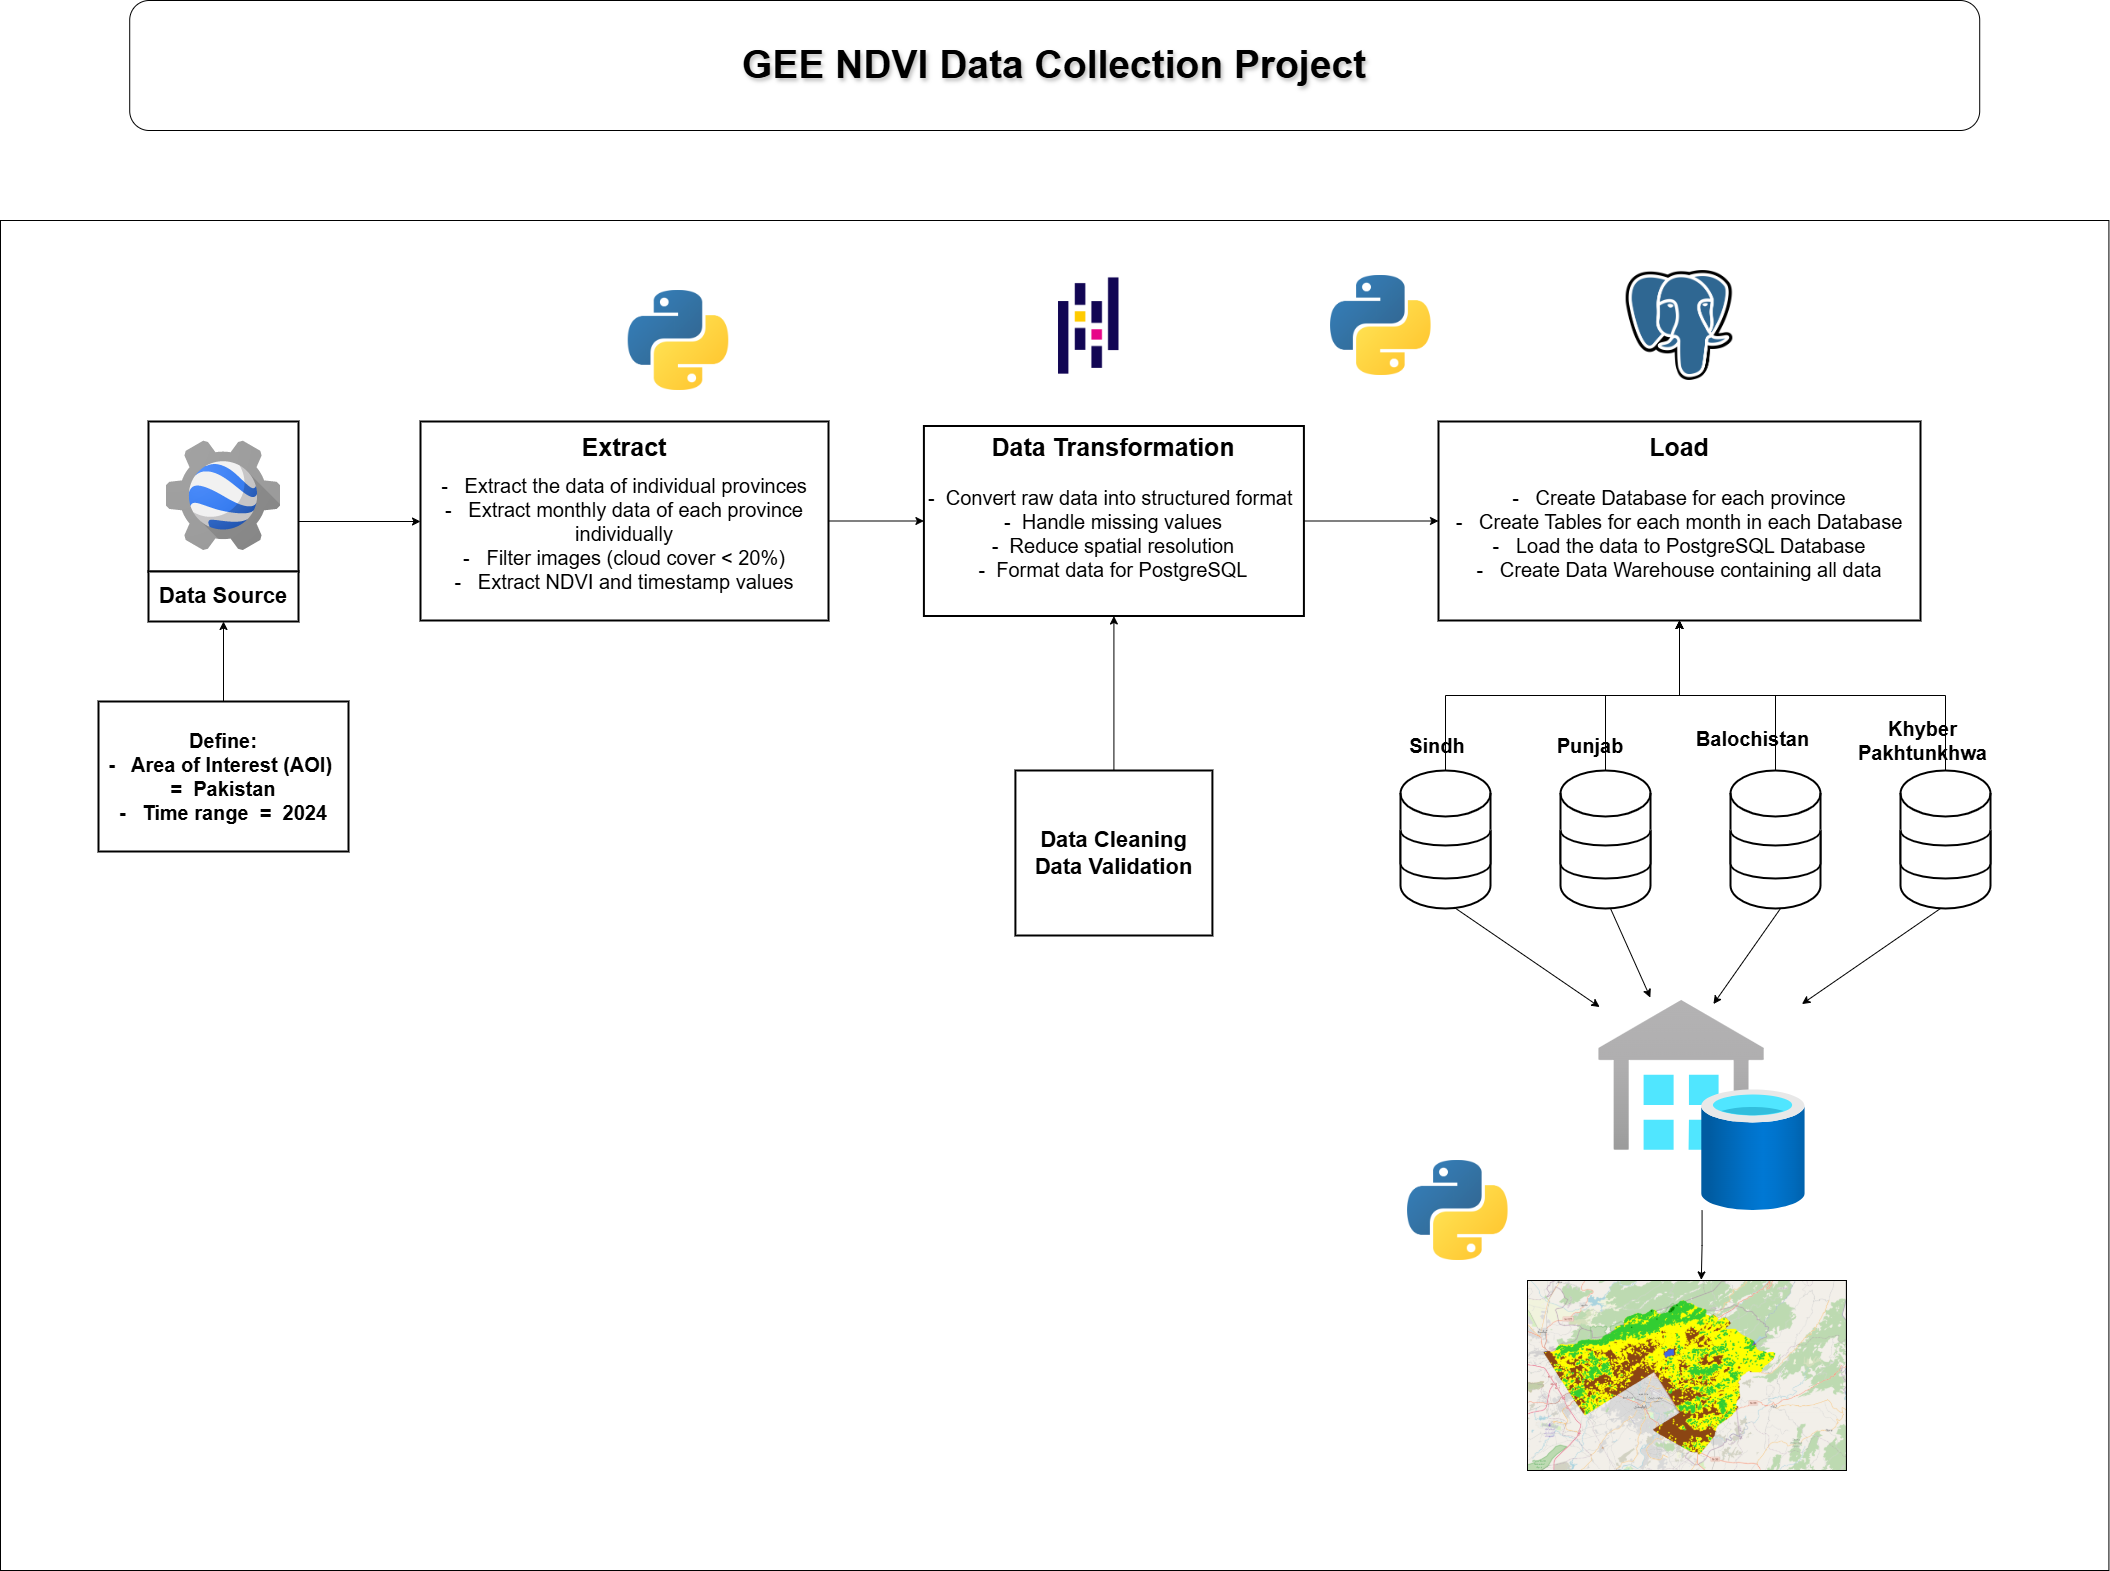 GEE NDVI Data Collection Project
Data Source
Define:
- Area of Interest (AOI)
= Pakistan
- Time range = 2024
Extract
- Extract the data of individual provinces
- Extract monthly data of each province
individually
- Filter images (cloud cover < 20%)
- Extract NDVI and timestamp values
Data Transformation
- Convert raw data into structured format
- Handle missing values
- Reduce spatial resolution
- Format data for PostgreSQL
Data Cleaning
Data Validation
Load
- Create Database for each province
- Create Tables for each month in each Database
- Load the data to PostgreSQL Database
- Create Data Warehouse containing all data
Sindh
Punjab
Balochistan
Khyber
Pakhtunkhwa